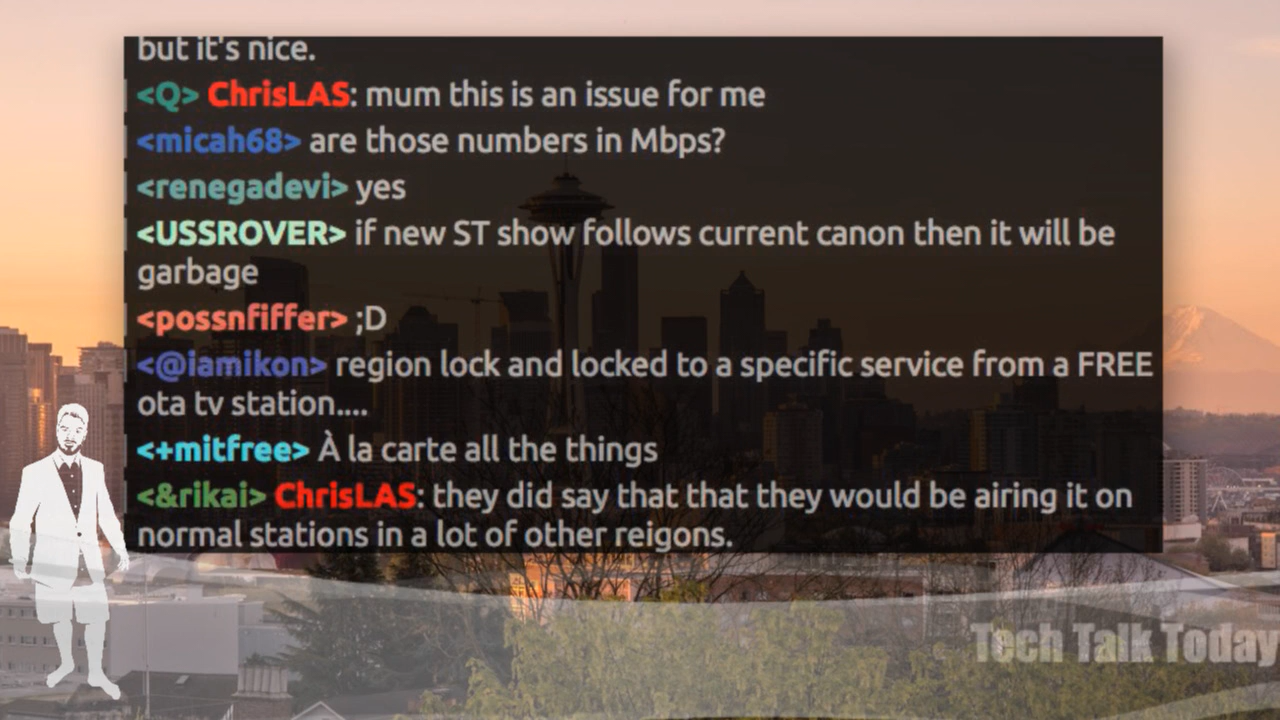 but it's nice.
<Q> ChrisLAS: mum this is an issue for me
<micah68> are those numbers in Mbps?
<renegadevi> yes
<USSROVER> if new ST show follows current canon then it will be
garbage
<possnfiffer> ;D
<@iamikon> region lock and locked to a specific service from a FREE
ota tv station....
<+mitfree> À la carte all the things
<&rikai> ChrisLAS: they did say that that they would be airing it on
normal stations in a lot of other reigons.
Tech Talk Today